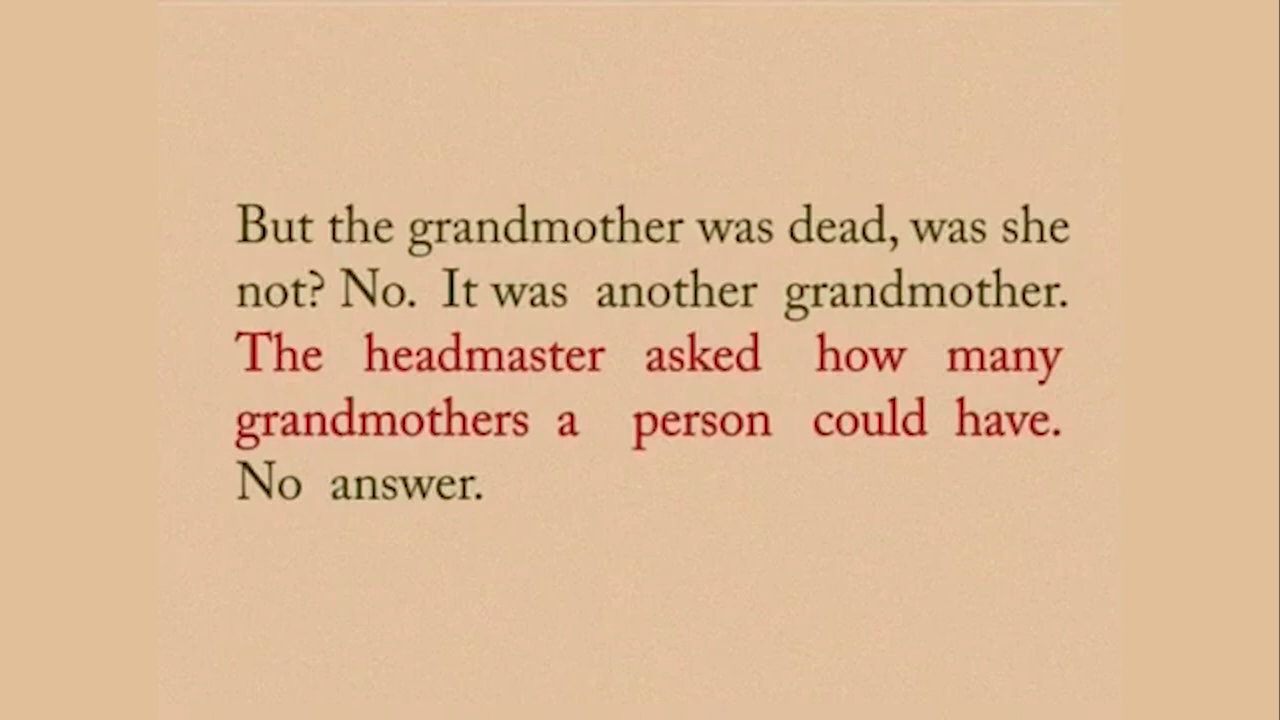 But the grandmother was dead, was she
not? No. It was another grandmother.
The headmaster asked how many
grandmothers a person could have.
No answer.